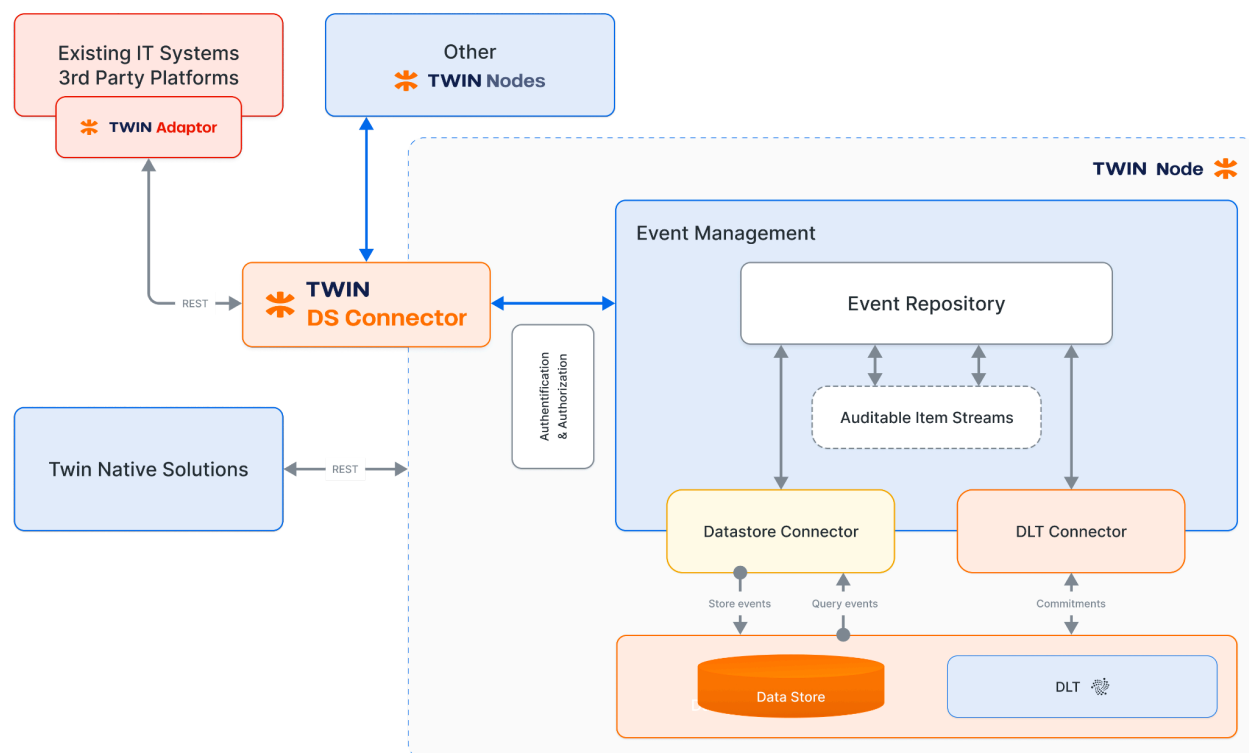 Existing IT Systems
3rd Party Platforms
TWIN Adaptor
Other
TWIN Nodes
TWIN Node
Event Management
Event Repository
REST
TWIN
DS Connector
Authentification
& Authorization
Auditable Item Streams
Twin Native Solutions
REST
Datastore Connector
DLT Connector
Store events
Query events
Commitments
Data Store
DLT